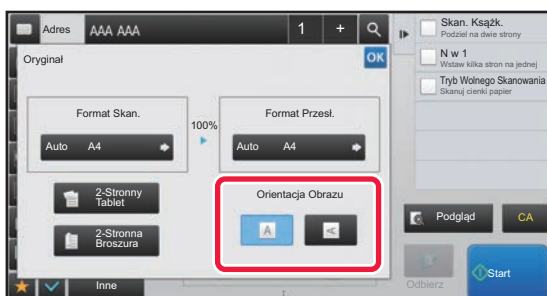 Adres AAA AAA 1 + 
Oryginał OK
Format Skan.
Auto A4
100%
Format Przesł.
Auto A4
2-Stronny
Tablet
2-Stronna
Broszura
Orientacja Obrazu
A A
Inne
Skan. Książk.
Podziel na dwie strony
N w 1
Wstaw kilka stron na jednej
Tryb Wolnego Skanowania
Skanuj cienki papier
Podgląd CA
Odbierz
Start